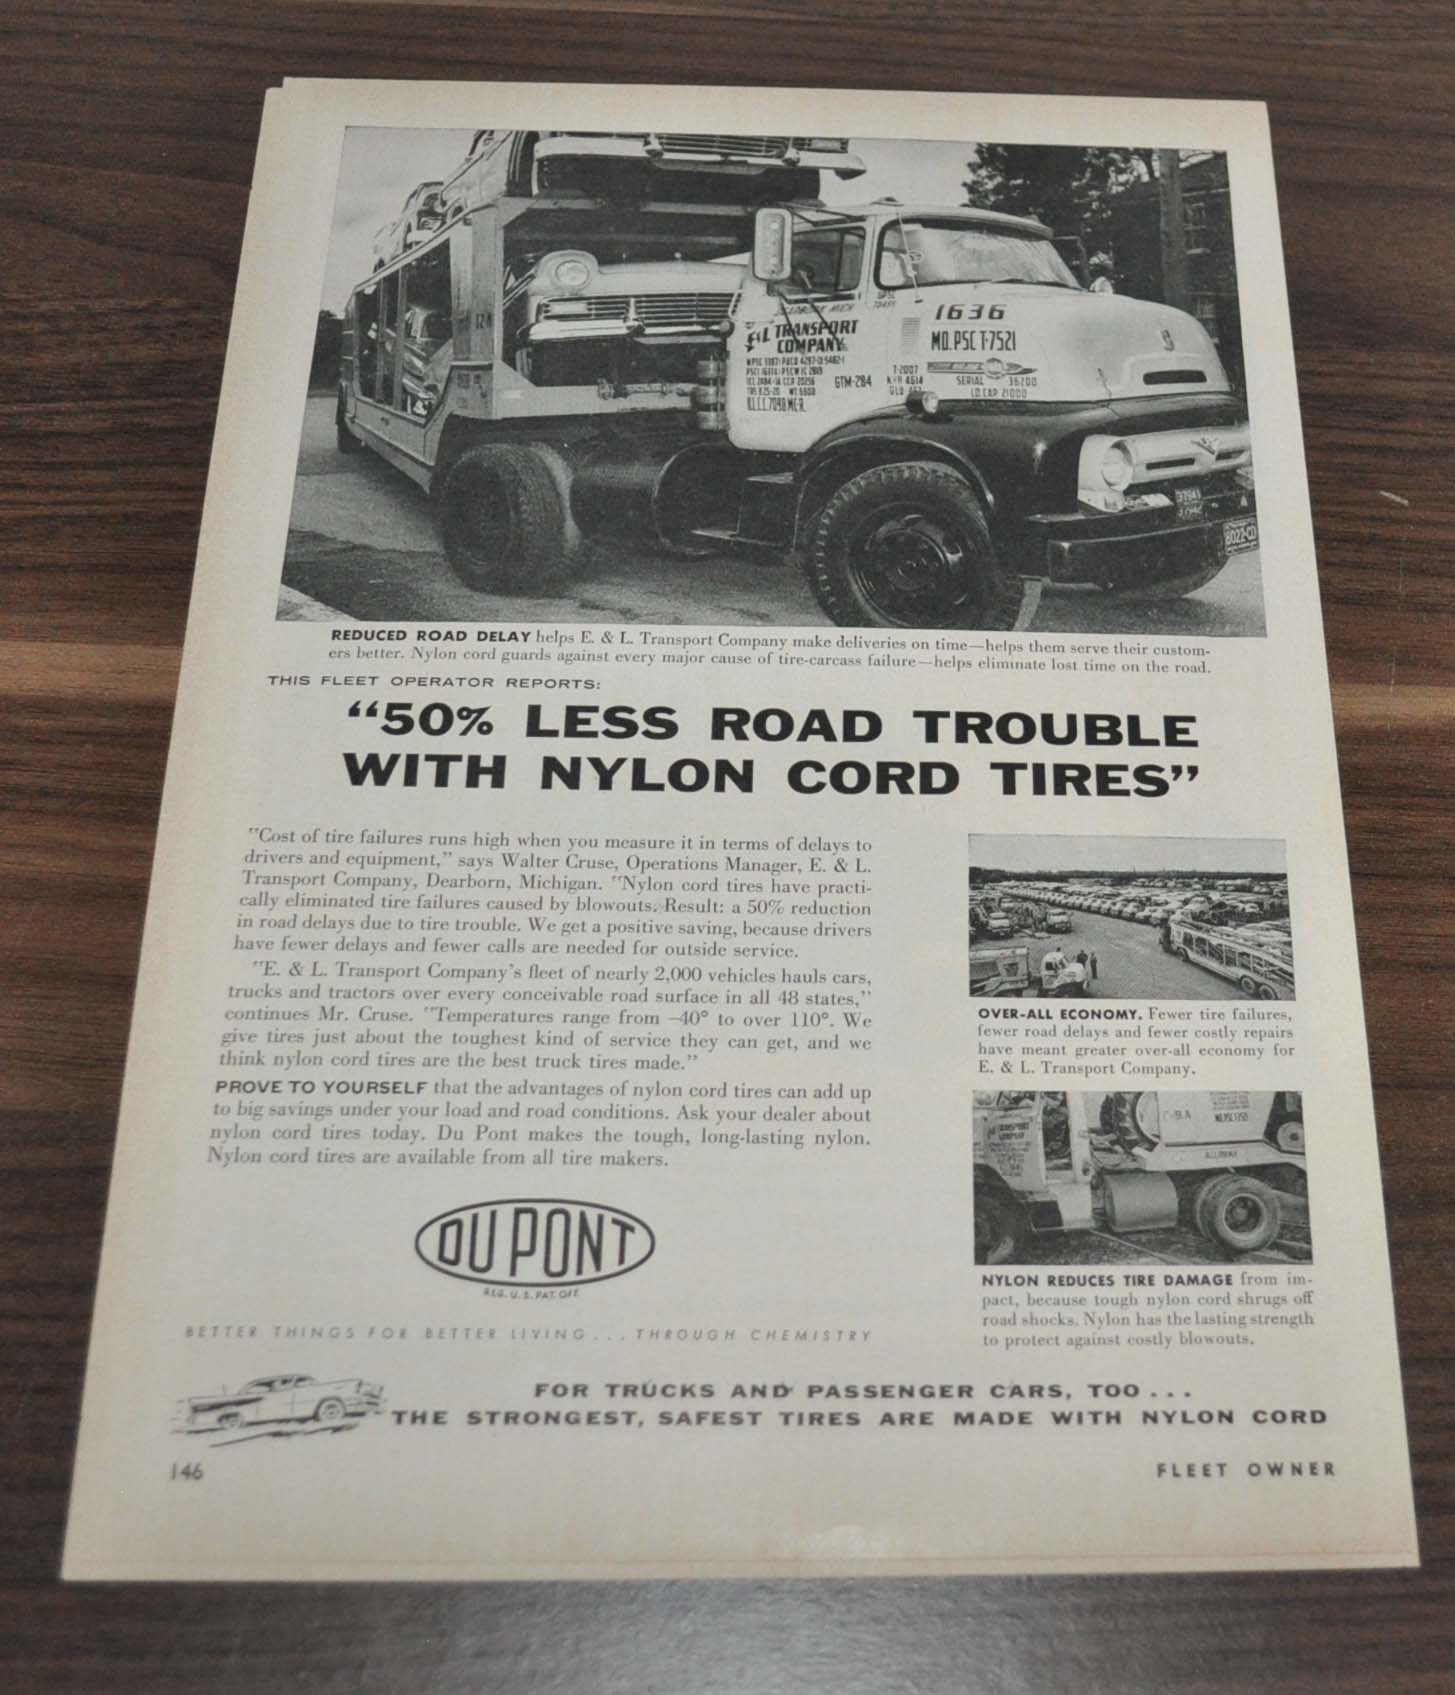 E&L TRANSPORT
COMPANY
GTM-284
1636
MO. PSC T-7521
T-2007
SERIAL 36200
LD. CAP 21000
8022-CD
REDUCED ROAD DELAY helps E. & L. Transport Company make deliveries on time—helps them serve their custom-
ers better. Nylon cord guards against every major cause of tire-carcass failure—helps eliminate lost time on the road.
THIS FLEET OPERATOR REPORTS:
“50% LESS ROAD TROUBLE
WITH NYLON CORD TIRES”
"Cost of tire failures runs high when you measure it in terms of delays to
drivers and equipment," says Walter Cruse, Operations Manager, E. & L.
Transport Company, Dearborn, Michigan. "Nylon cord tires have practi-
cally eliminated tire failures caused by blowouts. Result: a 50% reduction
in road delays due to tire trouble. We get a positive saving, because drivers
have fewer delays and fewer calls are needed for outside service.
"E. & L. Transport Company's fleet of nearly 2,000 vehicles hauls cars,
trucks and tractors over every conceivable road surface in all 48 states,"
continues Mr. Cruse. "Temperatures range from –40° to over 110°. We
give tires just about the toughest kind of service they can get, and we
think nylon cord tires are the best truck tires made."
PROVE TO YOURSELF that the advantages of nylon cord tires can add up
to big savings under your load and road conditions. Ask your dealer about
nylon cord tires today. Du Pont makes the tough, long-lasting nylon.
Nylon cord tires are available from all tire makers.
OVER-ALL ECONOMY. Fewer tire failures,
fewer road delays and fewer costly repairs
have meant greater over-all economy for
E. & L. Transport Company.
NYLON REDUCES TIRE DAMAGE from im-
pact, because tough nylon cord shrugs off
road shocks. Nylon has the lasting strength
to protect against costly blowouts.
DU PONT
REG. U.S. PAT. OFF.
BETTER THINGS FOR BETTER LIVING . . . THROUGH CHEMISTRY
FOR TRUCKS AND PASSENGER CARS, TOO . . .
THE STRONGEST, SAFEST TIRES ARE MADE WITH NYLON CORD
146
FLEET OWNER